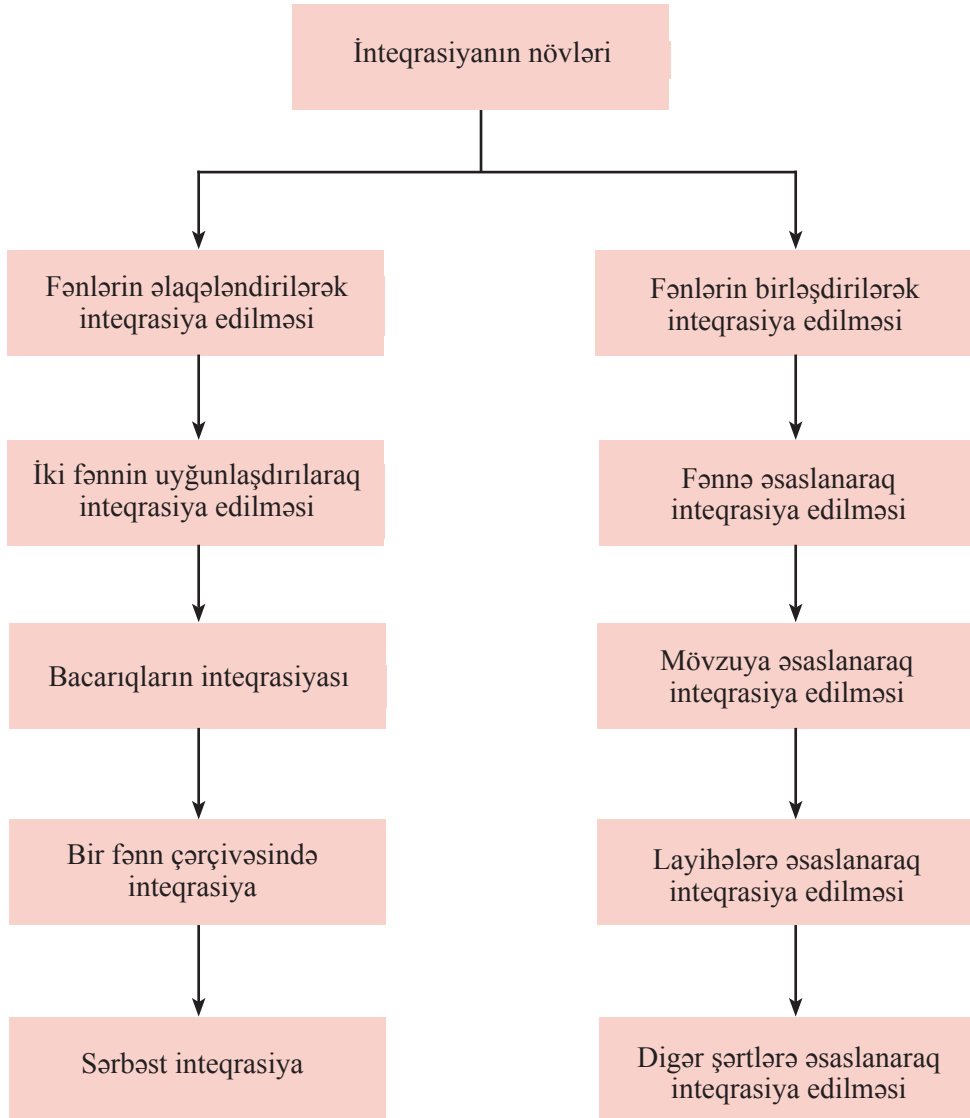 İnteqrasiyanın növləri
Fənlərin əlaqələndirilərək
inteqrasiya edilməsi
Fənlərin birləşdirilərək
inteqrasiya edilməsi
İki fənnin uyğunlaşdırılaraq
inteqrasiya edilməsi
Fənnə əsaslanaraq
inteqrasiya edilməsi
Bacarıqların inteqrasiyası
Mövzuya əsaslanaraq
inteqrasiya edilməsi
Bir fənn çərçivəsində
inteqrasiya
Layihələrə əsaslanaraq
inteqrasiya edilməsi
Sərbəst inteqrasiya
Digər şərtlərə əsaslanaraq
inteqrasiya edilməsi